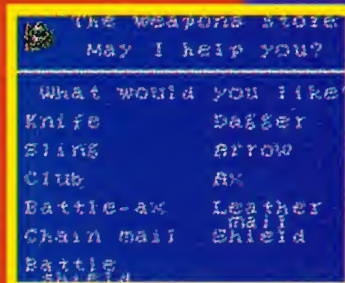 The weapons store
May I help you?
What would you like?
Knife Dagger
Sling Arrow
Club Ax
Battle-ax Leather mail
Chain mail Shield
Battle shield